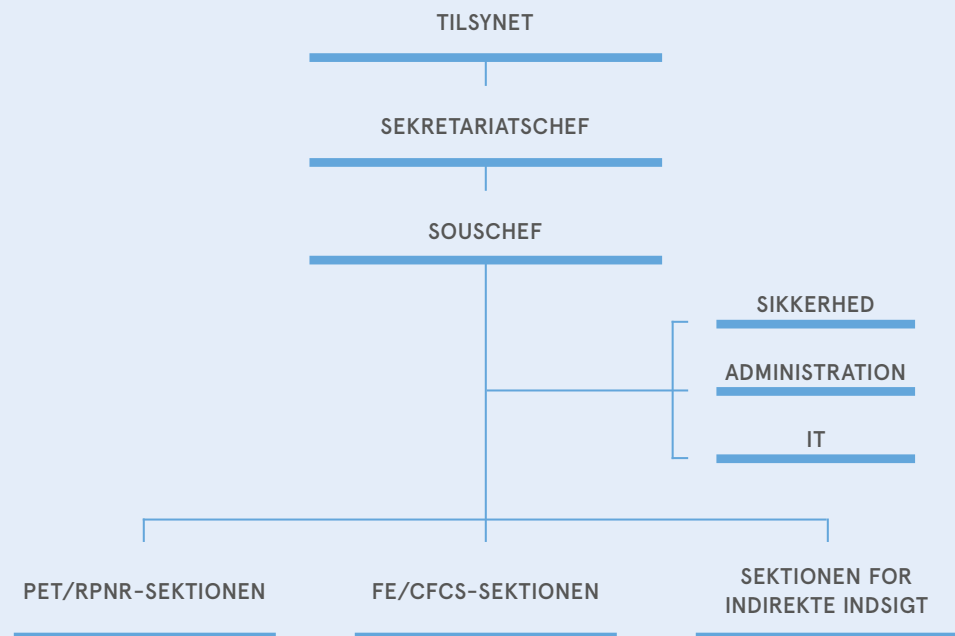 TILSYNET
SEKRETARIATSCHEF
SOUSCHEF
SIKKERHED
ADMINISTRATION
IT
PET/RPNR-SEKTIONEN
FE/CFCS-SEKTIONEN
SEKTIONEN FOR
INDIREKTE INDSIGT